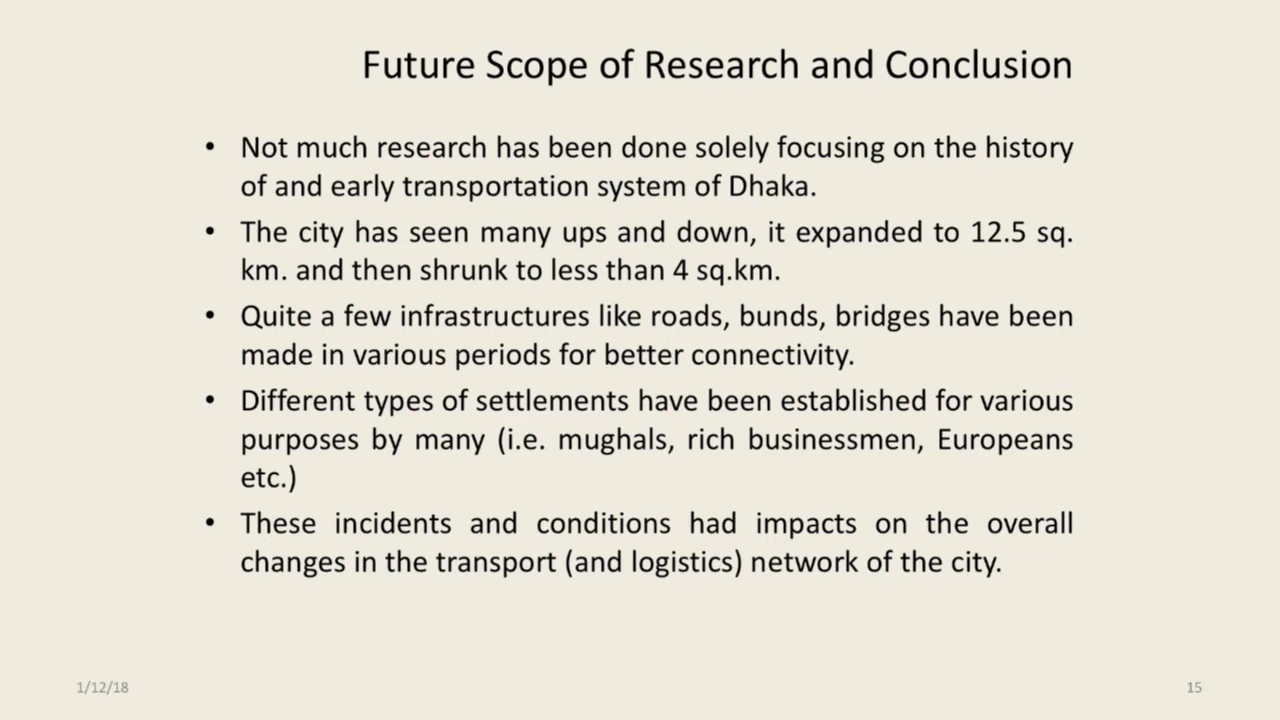 Future Scope of Research and Conclusion
• Not much research has been done solely focusing on the history
of and early transportation system of Dhaka.
• The city has seen many ups and down, it expanded to 12.5 sq.
km. and then shrunk to less than 4 sq.km.
• Quite a few infrastructures like roads, bunds, bridges have been
made in various periods for better connectivity.
• Different types of settlements have been established for various
purposes by many (i.e. mughals, rich businessmen, Europeans
etc.)
• These incidents and conditions had impacts on the overall
changes in the transport (and logistics) network of the city.
1/12/18
15